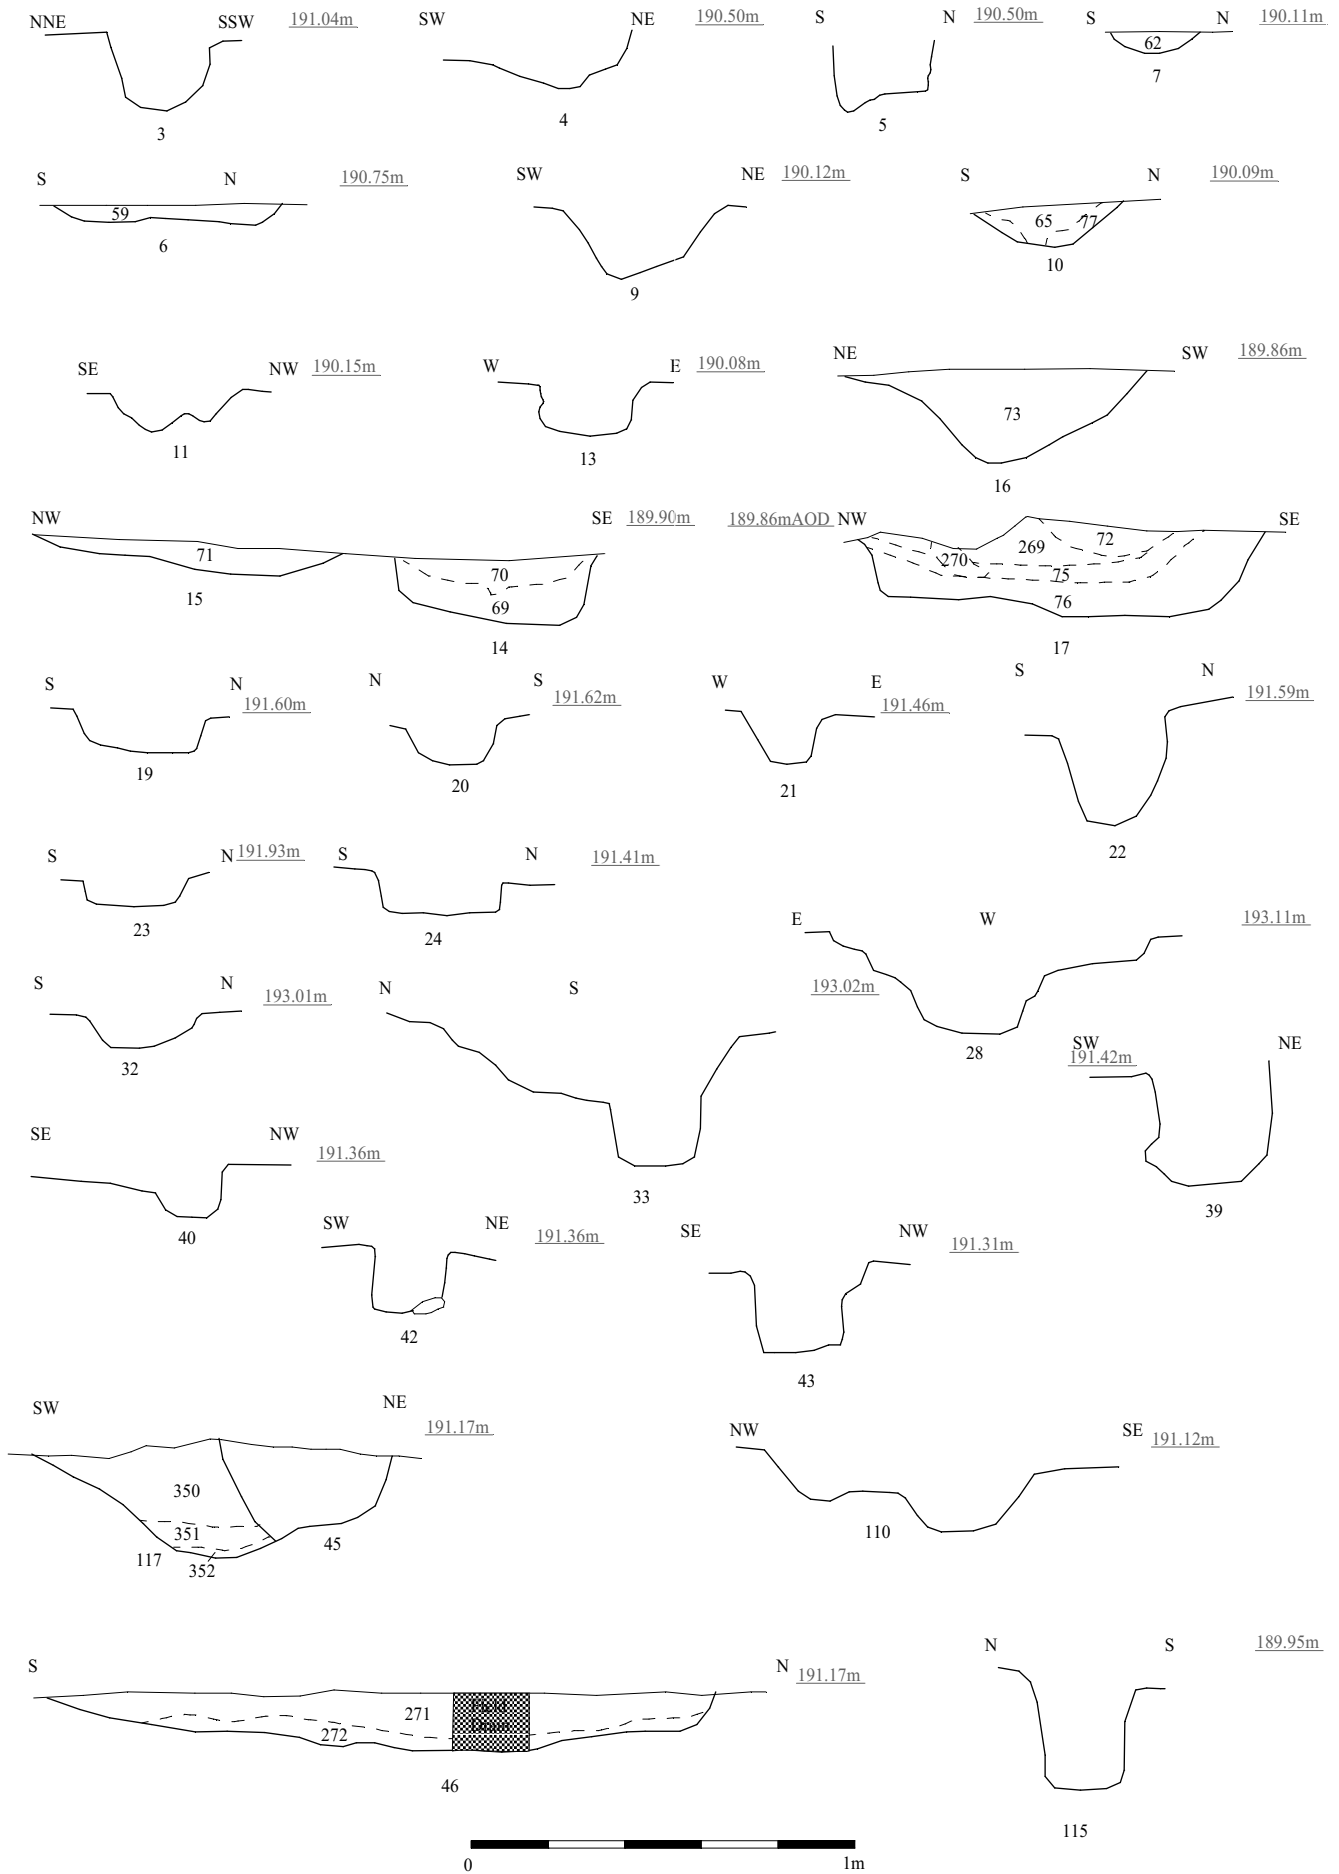 NNE SSW 191.04m SW NE 190.50m S N 190.50m S N 190.11m
62
3 4 5 7
S N 190.75m SW NE 190.12m S N 190.09m
59 65 77
6 9 10
SE NW 190.15m W E 190.08m NE SW 189.86m
73
11 13 16
NW SE 189.90m 189.86mAOD NW SE
71 70 69 270 269 72 75 76
15 14 17
S N 191.60m N S 191.62m W E 191.46m S N 191.59m
19 20 21 22
S N 191.93m S N 191.41m E W 193.11m
23 24 28
S N 193.01m N S 193.02m SW 191.42m NE
32 33 39
SE NW 191.36m
40
SW NE 191.36m SE NW 191.31m
42 43
SW NE 191.17m NW SE 191.12m
350
351
117 352 45 110
S N 191.17m N S 189.95m
271 Field
272 Drain
46 115
0 1m